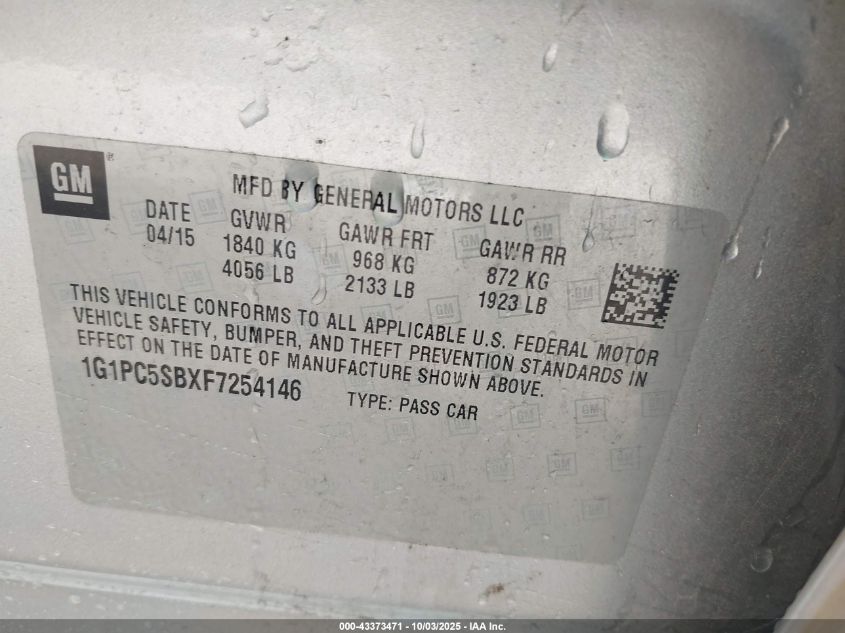 GM
MFD BY GENERAL MOTORS LLC
DATE GVWR GAWR FRT GAWR RR
04/15 1840 KG 968 KG 872 KG
4056 LB 2133 LB 1923 LB
THIS VEHICLE CONFORMS TO ALL APPLICABLE U.S. FEDERAL MOTOR
VEHICLE SAFETY, BUMPER, AND THEFT PREVENTION STANDARDS IN
EFFECT ON THE DATE OF MANUFACTURE SHOWN ABOVE.
1G1PC5SBXF7254146 TYPE: PASS CAR
000-43373471 - 10/03/2025 - IAA Inc.